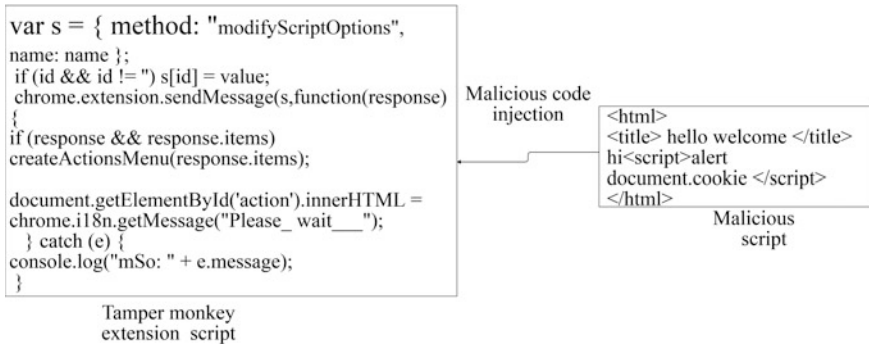 var s = { method: "modifyScriptOptions",
name: name };
if (id && id != '') s[id] = value;
chrome.extension.sendMessage(s,function(response)
{
if (response && response.items)
createActionsMenu(response.items);
document.getElementById('action').innerHTML =
chrome.i18n.getMessage("Please_ wait___");
} catch (e) {
console.log("mSo: " + e.message);
}
Tamper monkey
extension script
Malicious code
injection
<html>
<title> hello welcome </title>
hi<script>alert
document.cookie </script>
</html>
Malicious
script